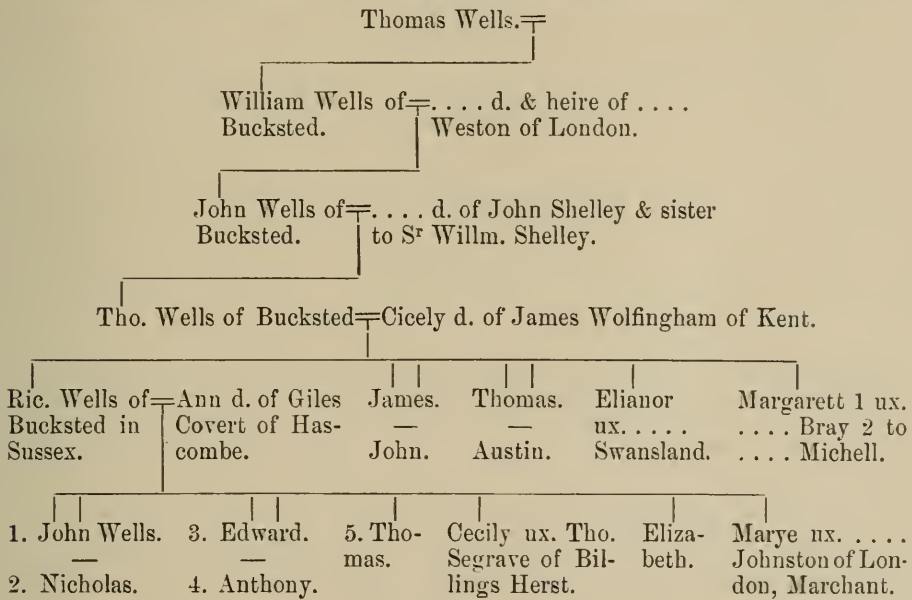 Thomas Wells.
William Wells of . . . . d. & heire of . . . .
Bucksted. Weston of London.
John Wells of . . . . d. of John Shelley & sister
Bucksted. to Sr Willm. Shelley.
Tho. Wells of Bucksted Cicely d. of James Wolfingham of Kent.
Ric. Wells of
Bucksted in
Sussex.
Ann d. of Giles
Covert of Has-
combe.
James.
—
John.
Thomas.
—
Austin.
Elianor
ux. . . . .
Swansland.
Margarett 1 ux.
. . . . Bray 2 to
. . . . Michell.
1. John Wells.
—
2. Nicholas.
3. Edward.
—
4. Anthony.
5. Tho-
mas.
Cecily ux. Tho.
Segrave of Bil-
lings Herst.
Eliza-
beth.
Marye ux. . . . .
Johnston of Lon-
don, Marchant.